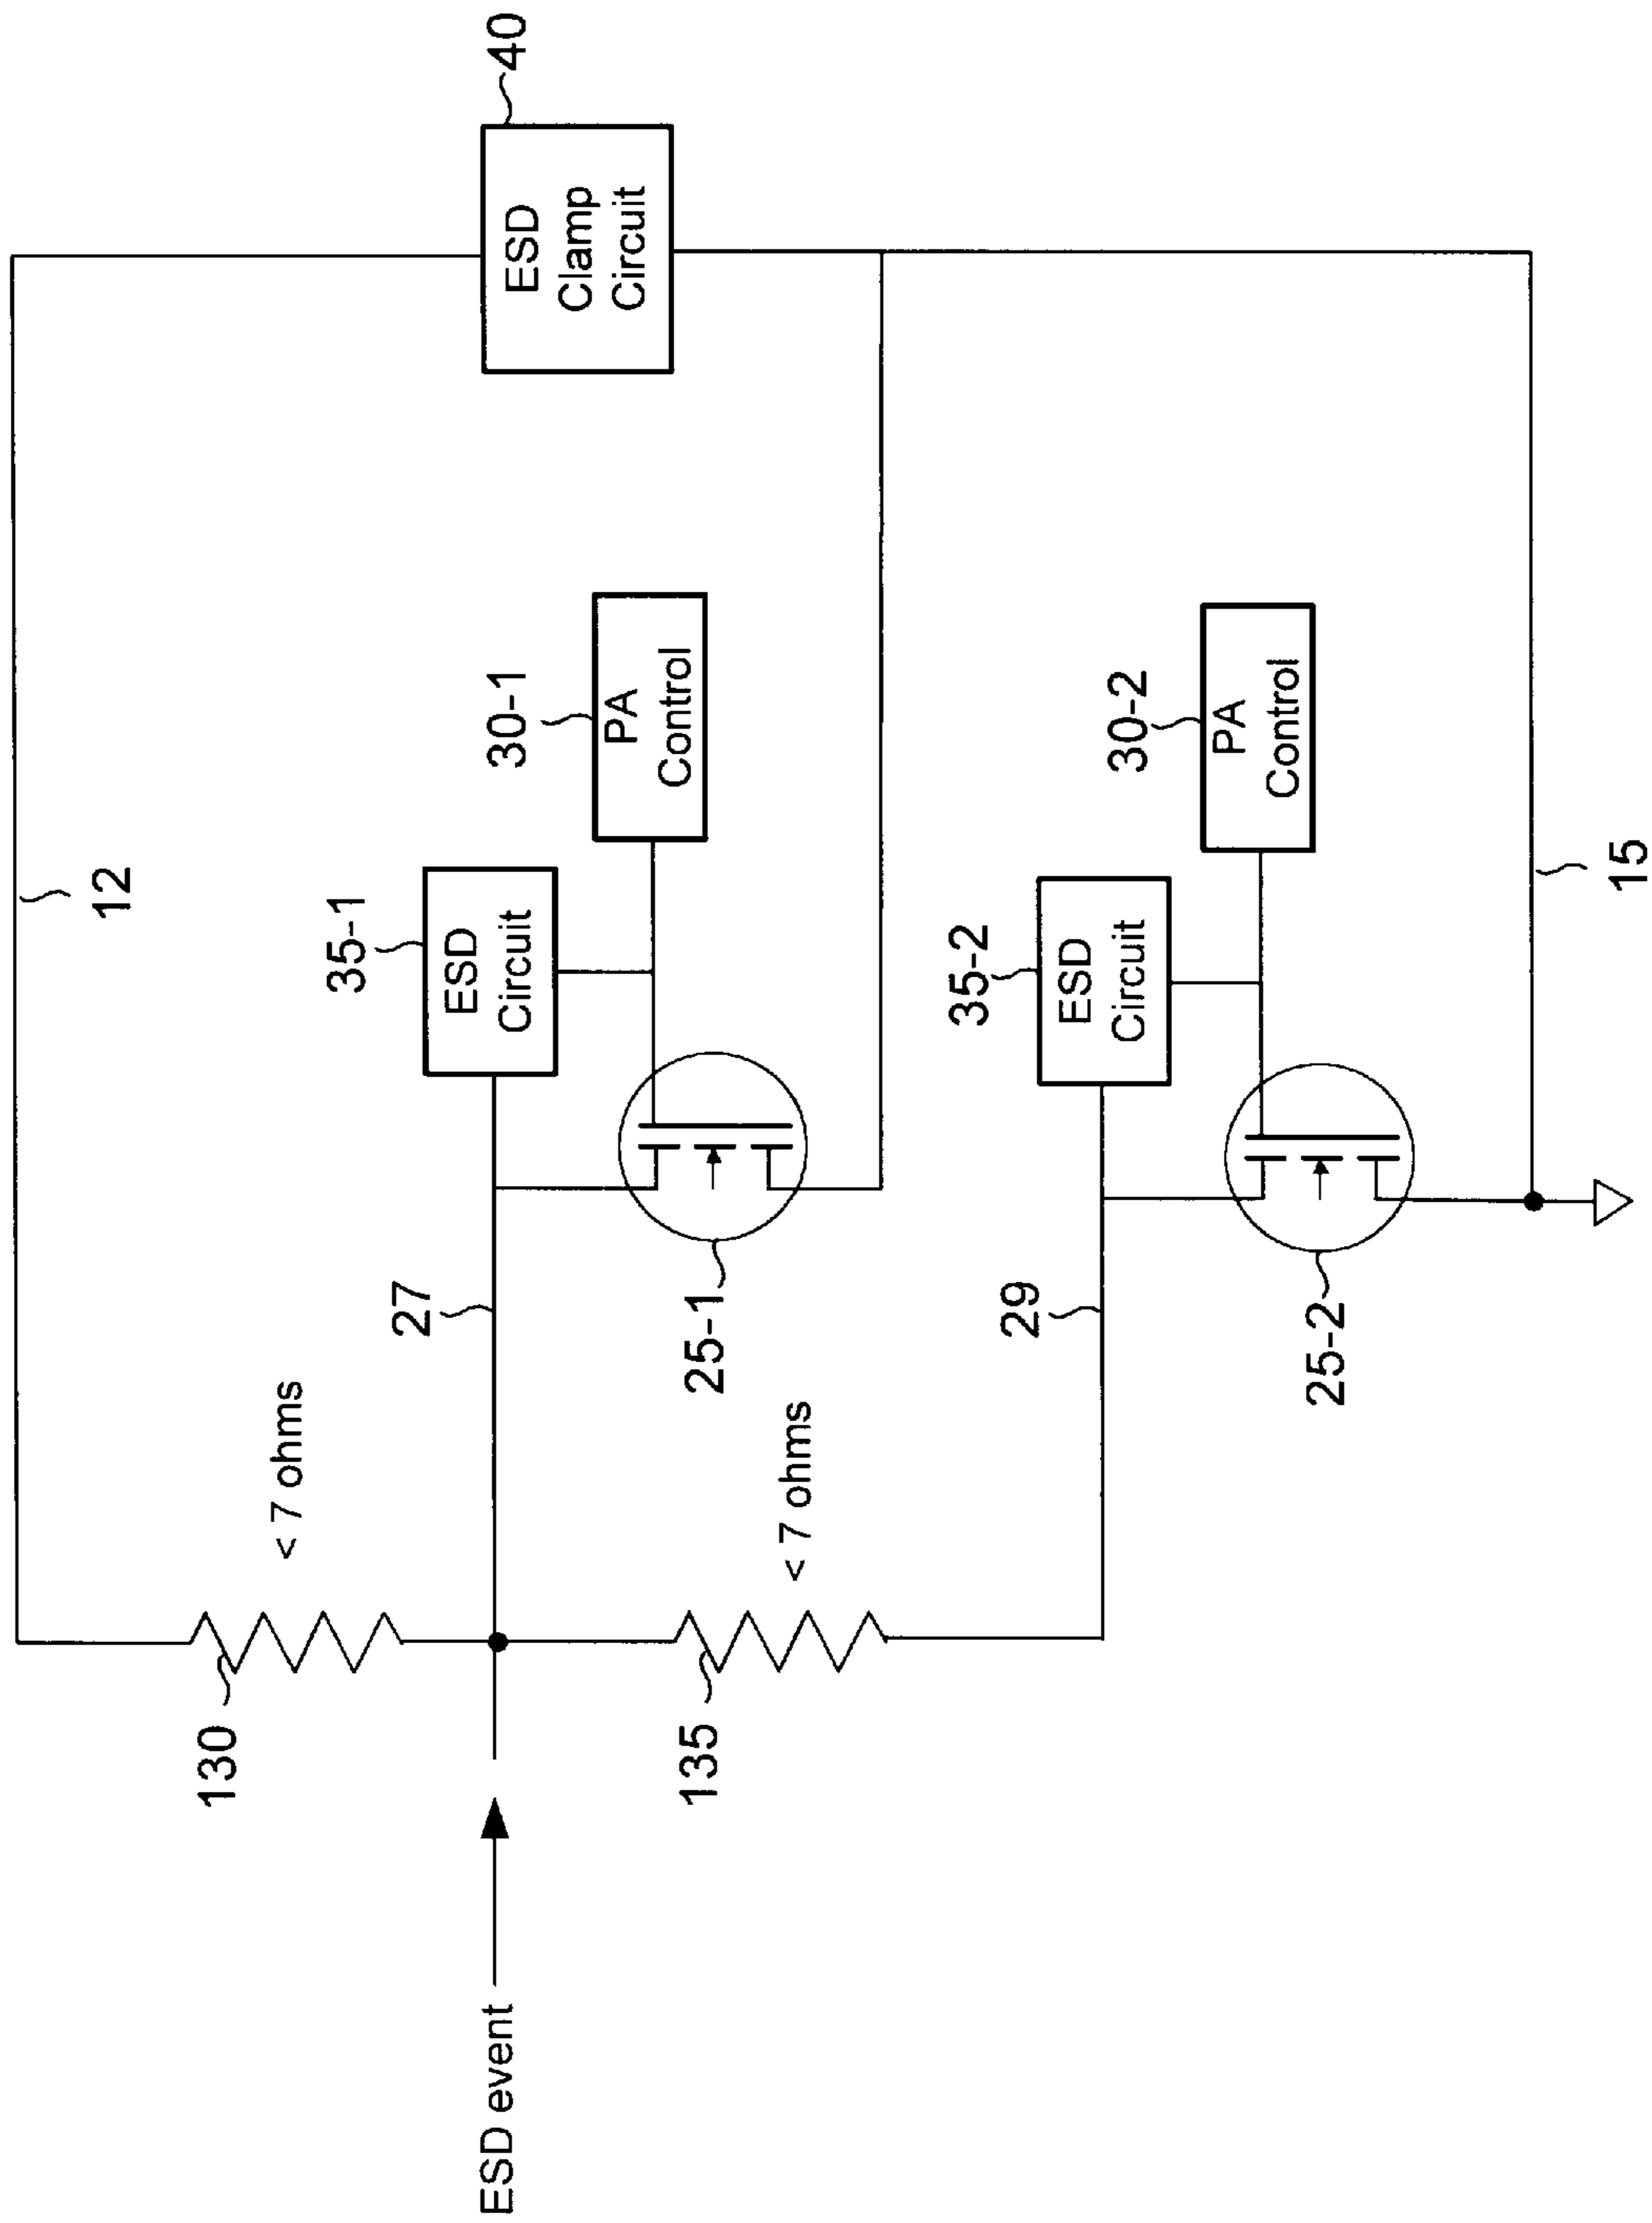 12
40
ESD
Clamp
Circuit
130
< 7 ohms
ESD event
27
35-1
ESD
Circuit
30-1
PA
Control
25-1
135
< 7 ohms
29
35-2
ESD
Circuit
30-2
PA
Control
25-2
15